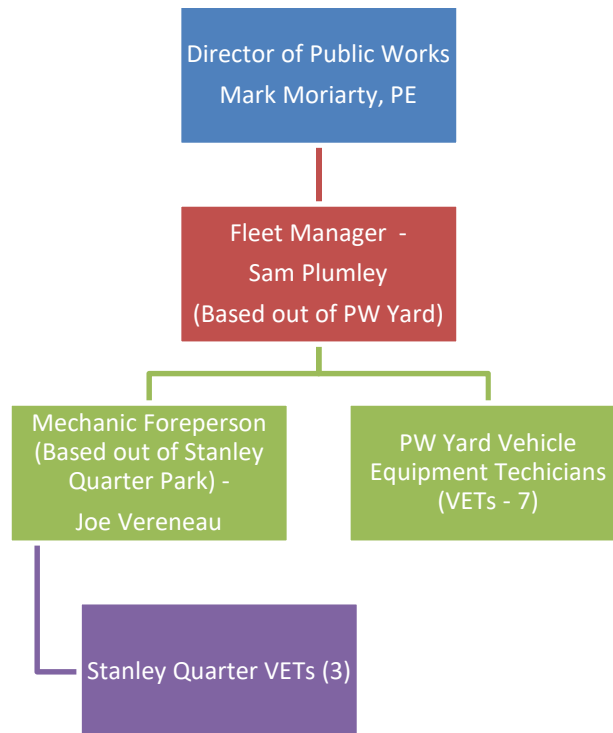 Director of Public Works
Mark Moriarty, PE
Fleet Manager -
Sam Plumley
(Based out of PW Yard)
Mechanic Foreperson
(Based out of Stanley
Quarter Park) -
Joe Vereneau
PW Yard Vehicle
Equipment Techicians
(VETs - 7)
Stanley Quarter VETs (3)